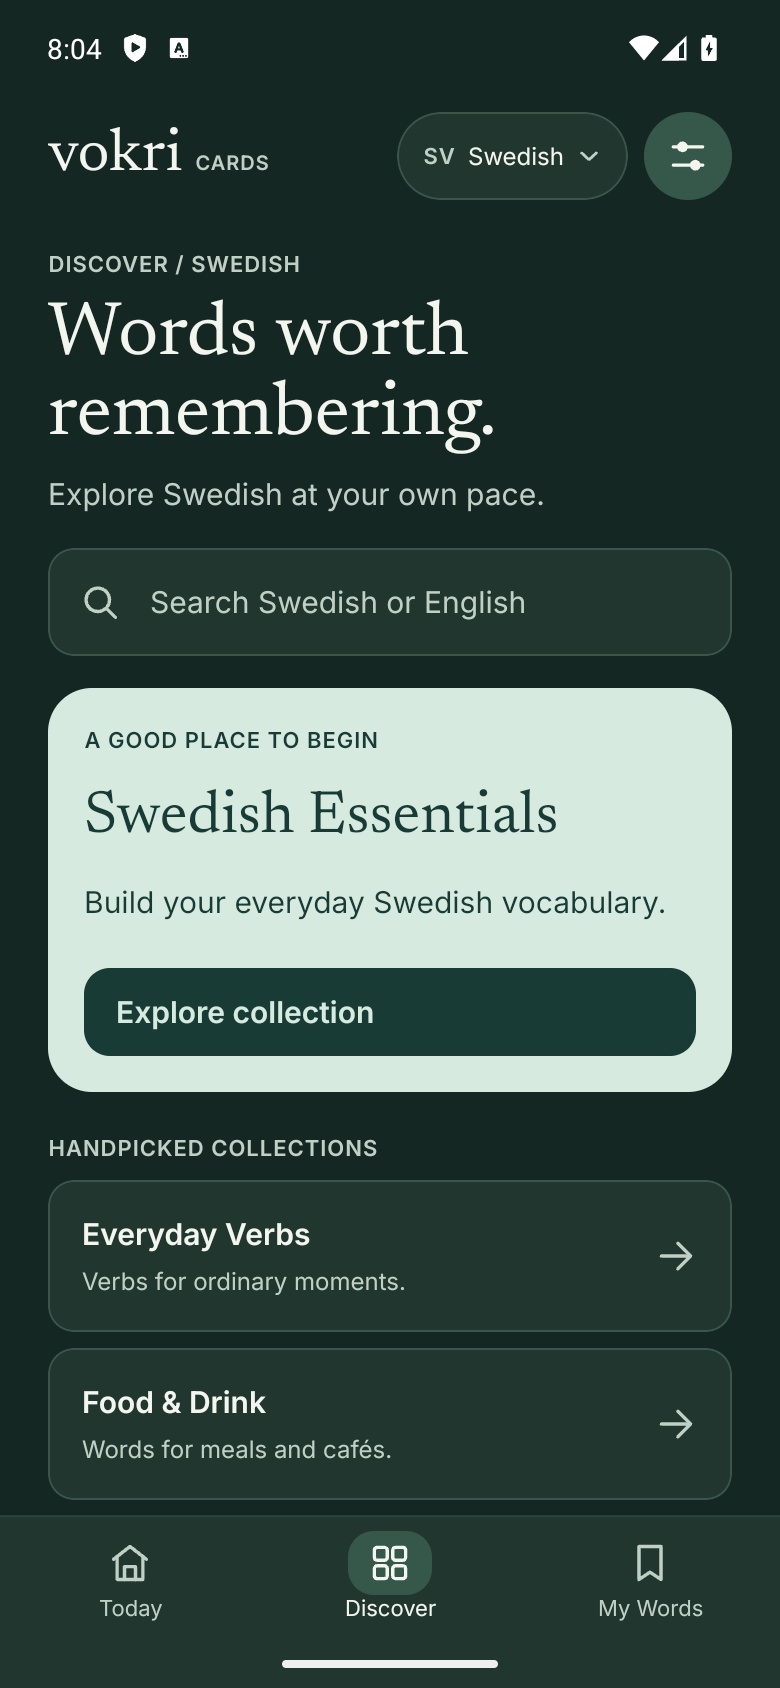 8:04
vokri CARDS
SV Swedish
DISCOVER / SWEDISH
Words worth
remembering.
Explore Swedish at your own pace.
Search Swedish or English
A GOOD PLACE TO BEGIN
Swedish Essentials
Build your everyday Swedish vocabulary.
Explore collection
HANDPICKED COLLECTIONS
Everyday Verbs
Verbs for ordinary moments.
Food & Drink
Words for meals and cafés.
Today
Discover
My Words